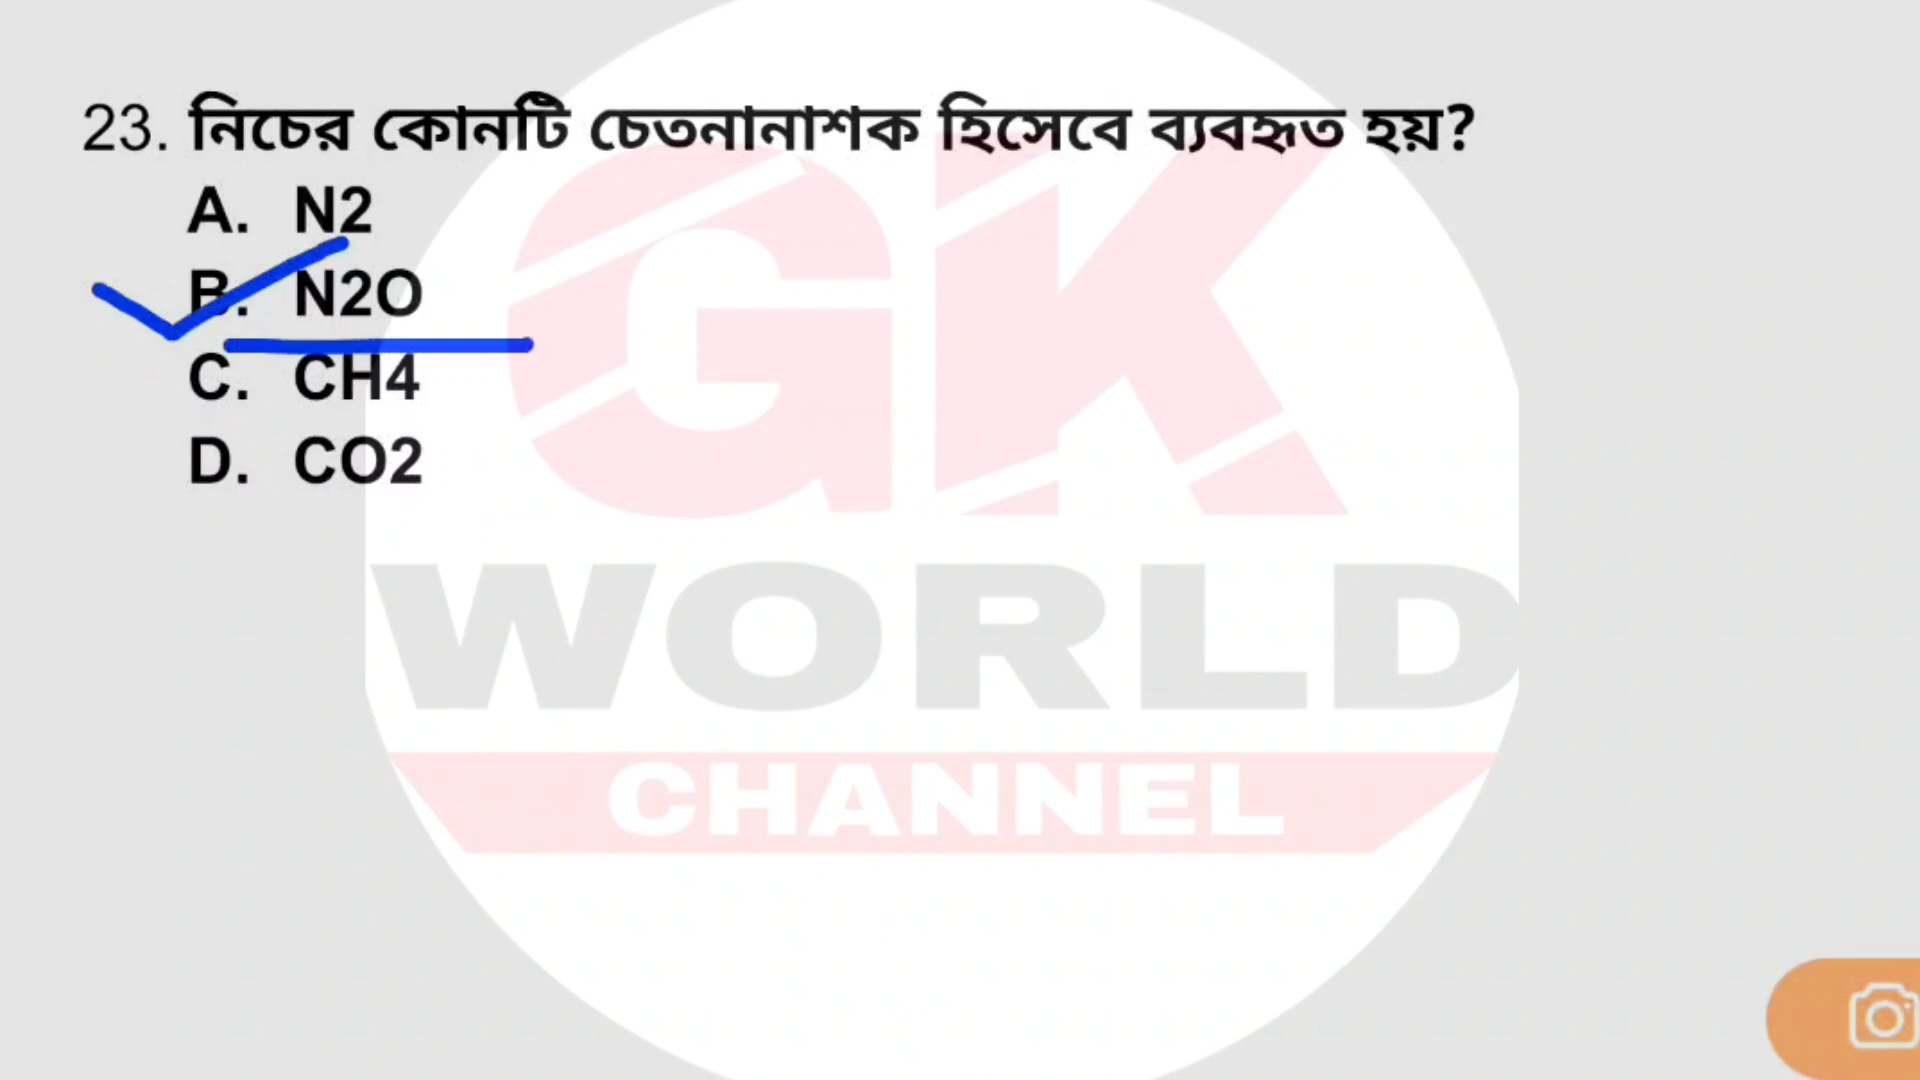 23. নিচের কোনটি চেতনানাশক হিসেবে ব্যবহৃত হয়?
A. N2
B. N2O
C. CH4
D. CO2
GK
WORLD
CHANNEL